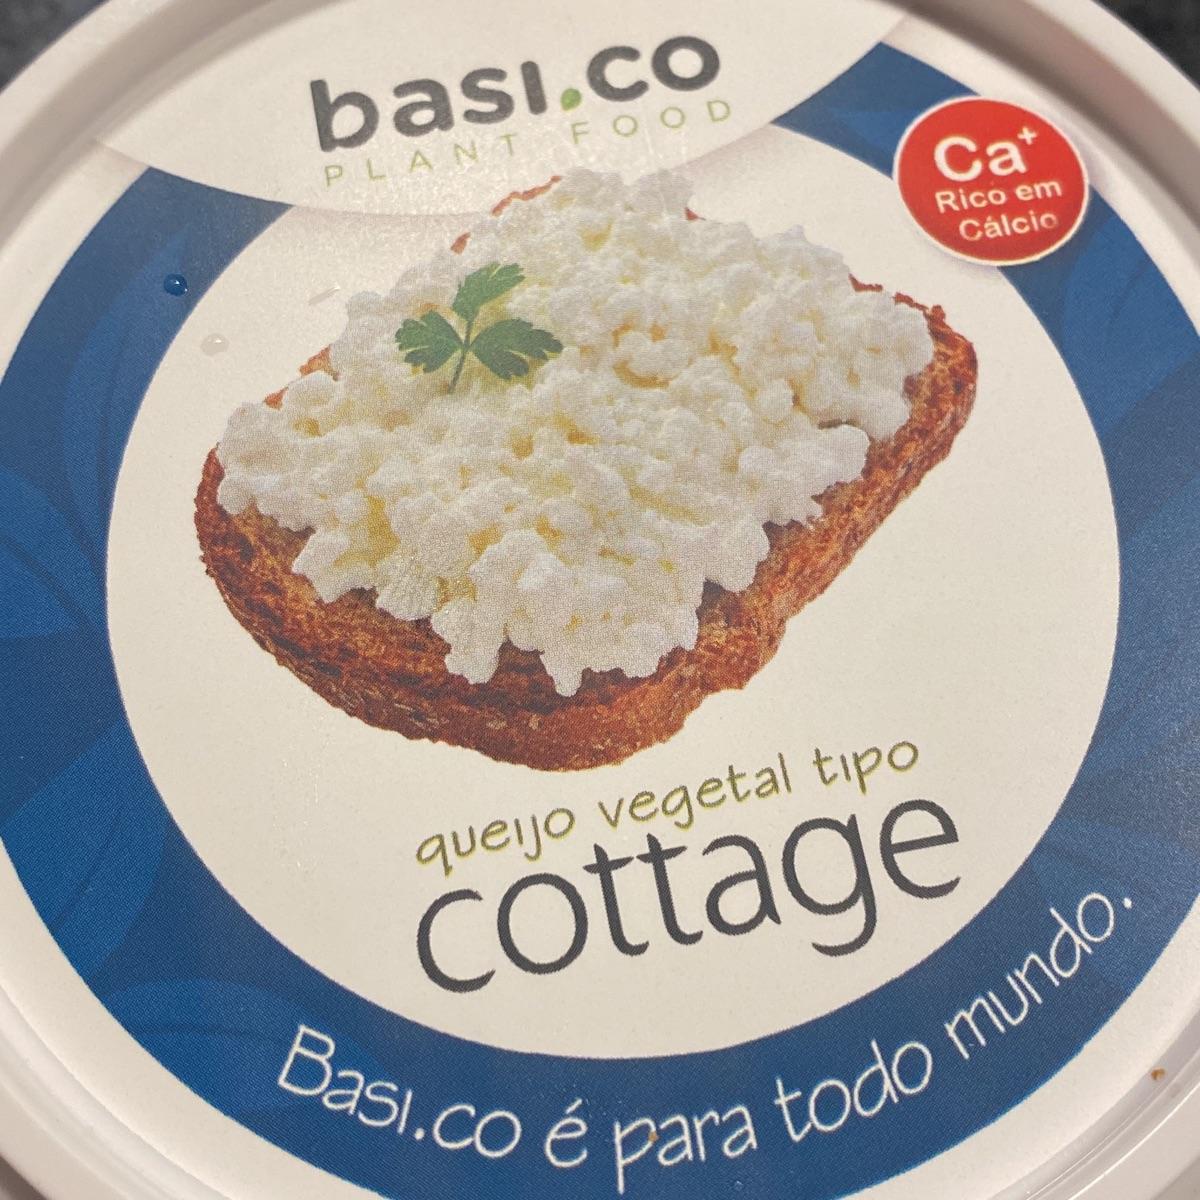 basi.co
PLANT FOOD
Ca+
Rico em
Cálcio
queijo vegetal tipo
cottage
Basi.co é para todo mundo.